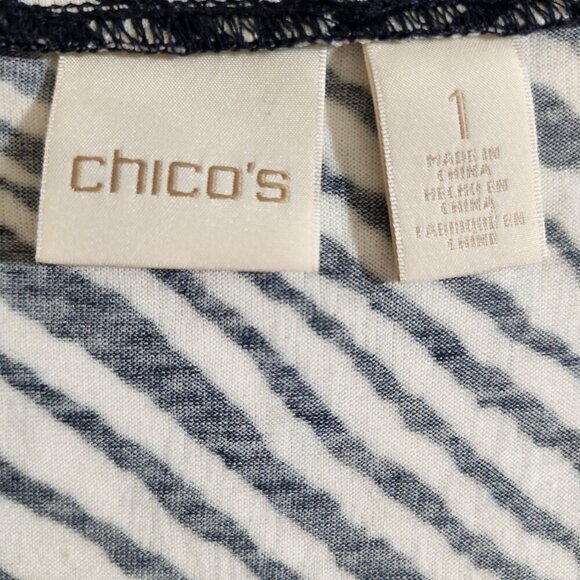 chico's
1
MADE IN
CHINA
HECHO EN
CHINA
FABRIQUÉ EN
CHINE